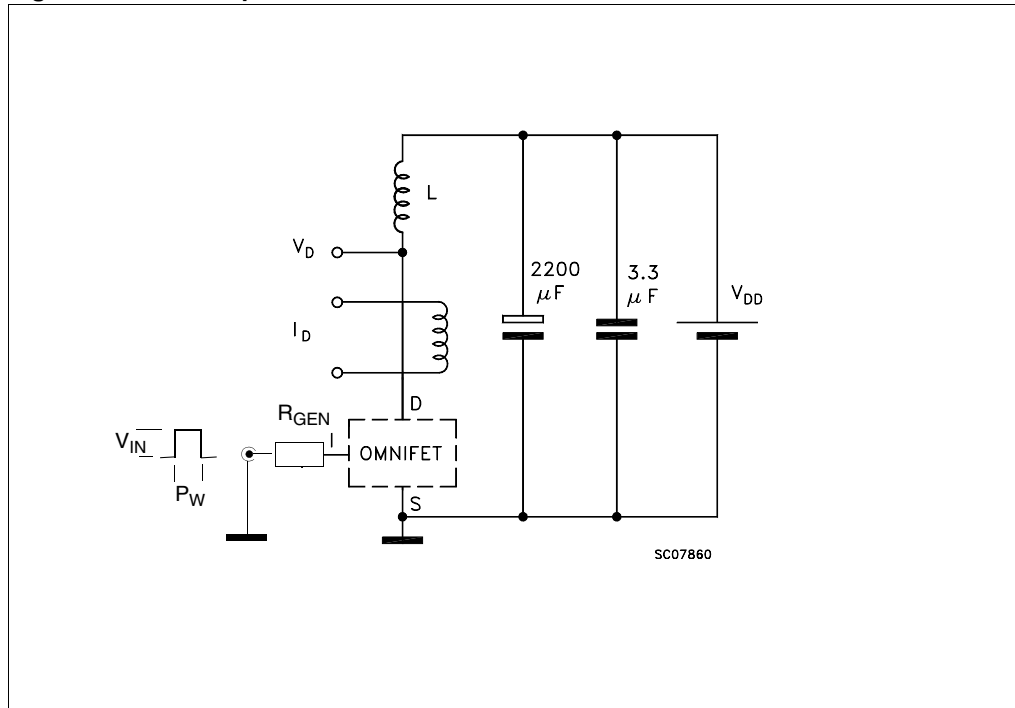 L
V_D
2200
µF
3.3
µF
V_DD
I_D
D
R_GEN
I
V_IN
OMNIFET
P_W
S
SC07860